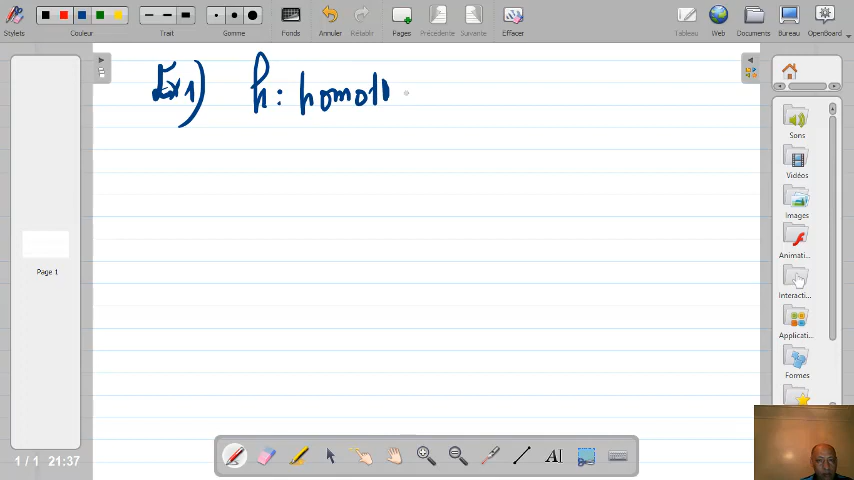 Stylets Couleur Trait Gomme Fonds Annuler Rétablir Pages Précédente Suivante Effacer Tableau Web Documents Bureau OpenBoard
Ex1) h: homoth
Sons
Vidéos
Images
Animati...
Interacti...
Applicati...
Formes
Page 1
1 / 1 21:37